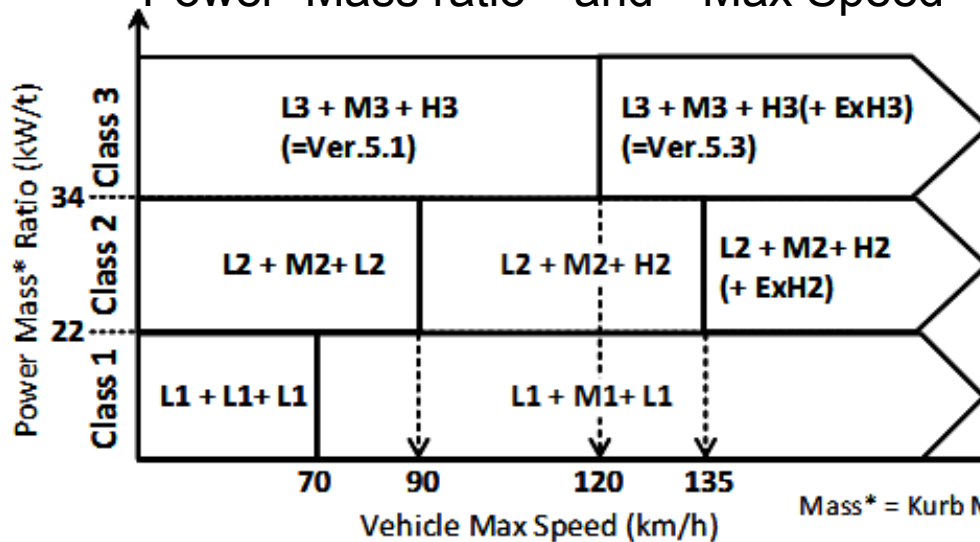 Power Mass ratio and Max Speed
Power Mass* Ratio (kW/t)
Class 3
L3 + M3 + H3
(=Ver.5.1)
L3 + M3 + H3(+ ExH3)
(=Ver.5.3)
34
Class 2
L2 + M2+ L2
L2 + M2+ H2
L2 + M2+ H2
(+ ExH2)
22
Class 1
L1 + L1+ L1
L1 + M1+ L1
70 90 120 135
Vehicle Max Speed (km/h)
Mass* = Kurb